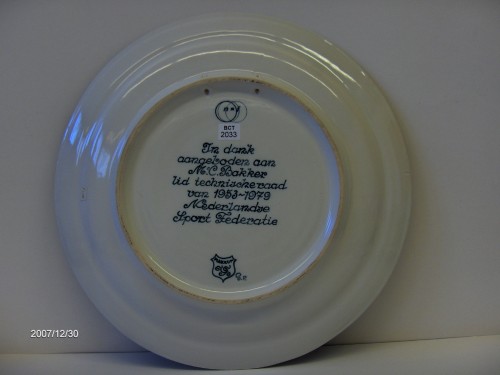 BCT
2033
In dank
aangeboden aan
M.C. Bakker
lid technische raad
van 1953-1979
Nederlandse
Sport Federatie
2007/12/30